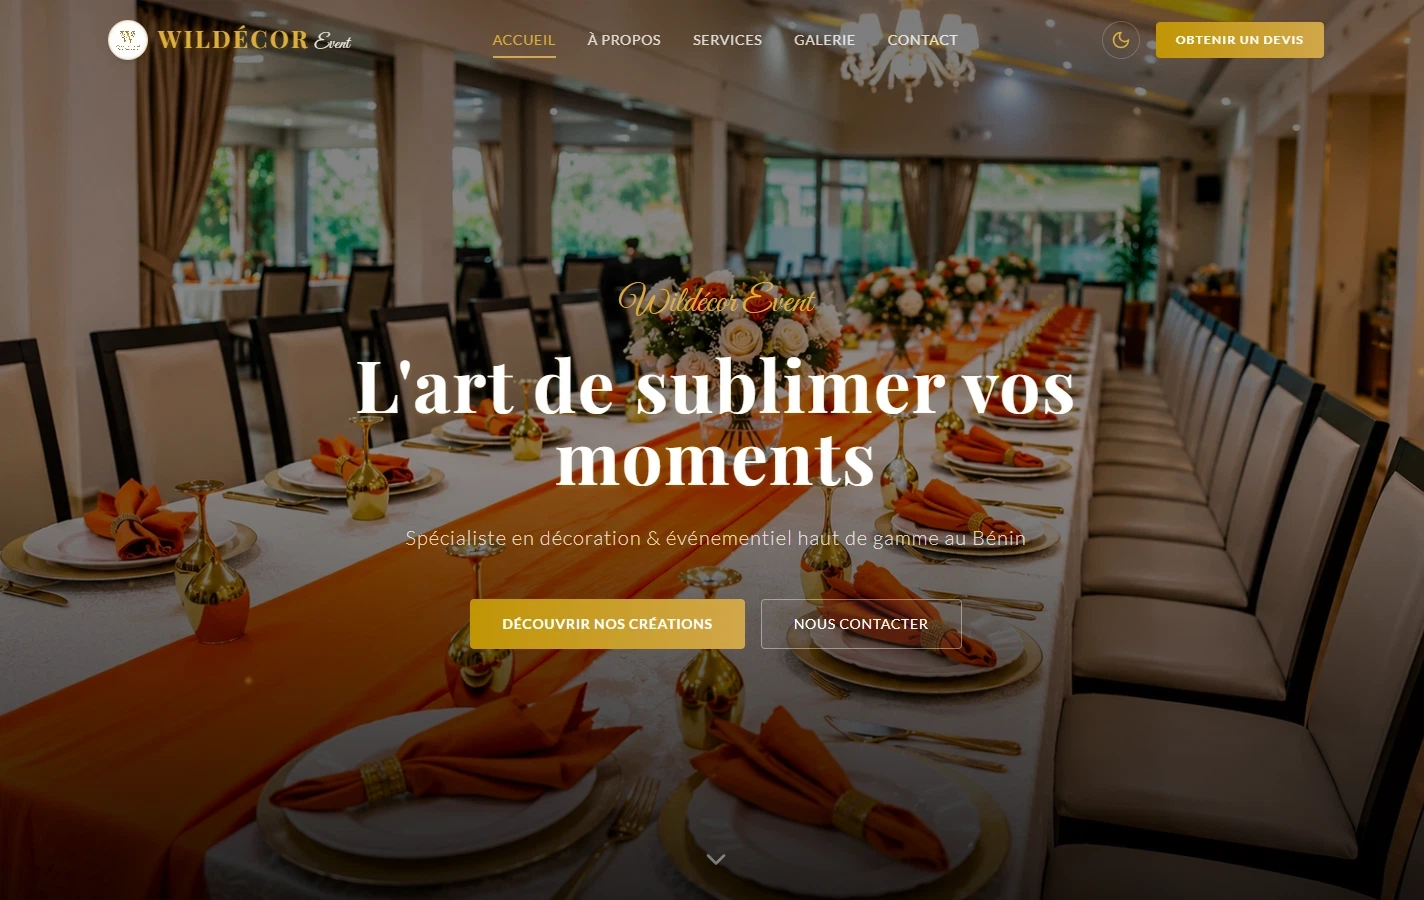 WILDÉCOR Event
ACCUEIL
À PROPOS
SERVICES
GALERIE
CONTACT
OBTENIR UN DEVIS
Wildécor Event
L'art de sublimer vos
moments
Spécialiste en décoration & événementiel haut de gamme au Bénin
DÉCOUVRIR NOS CRÉATIONS
NOUS CONTACTER